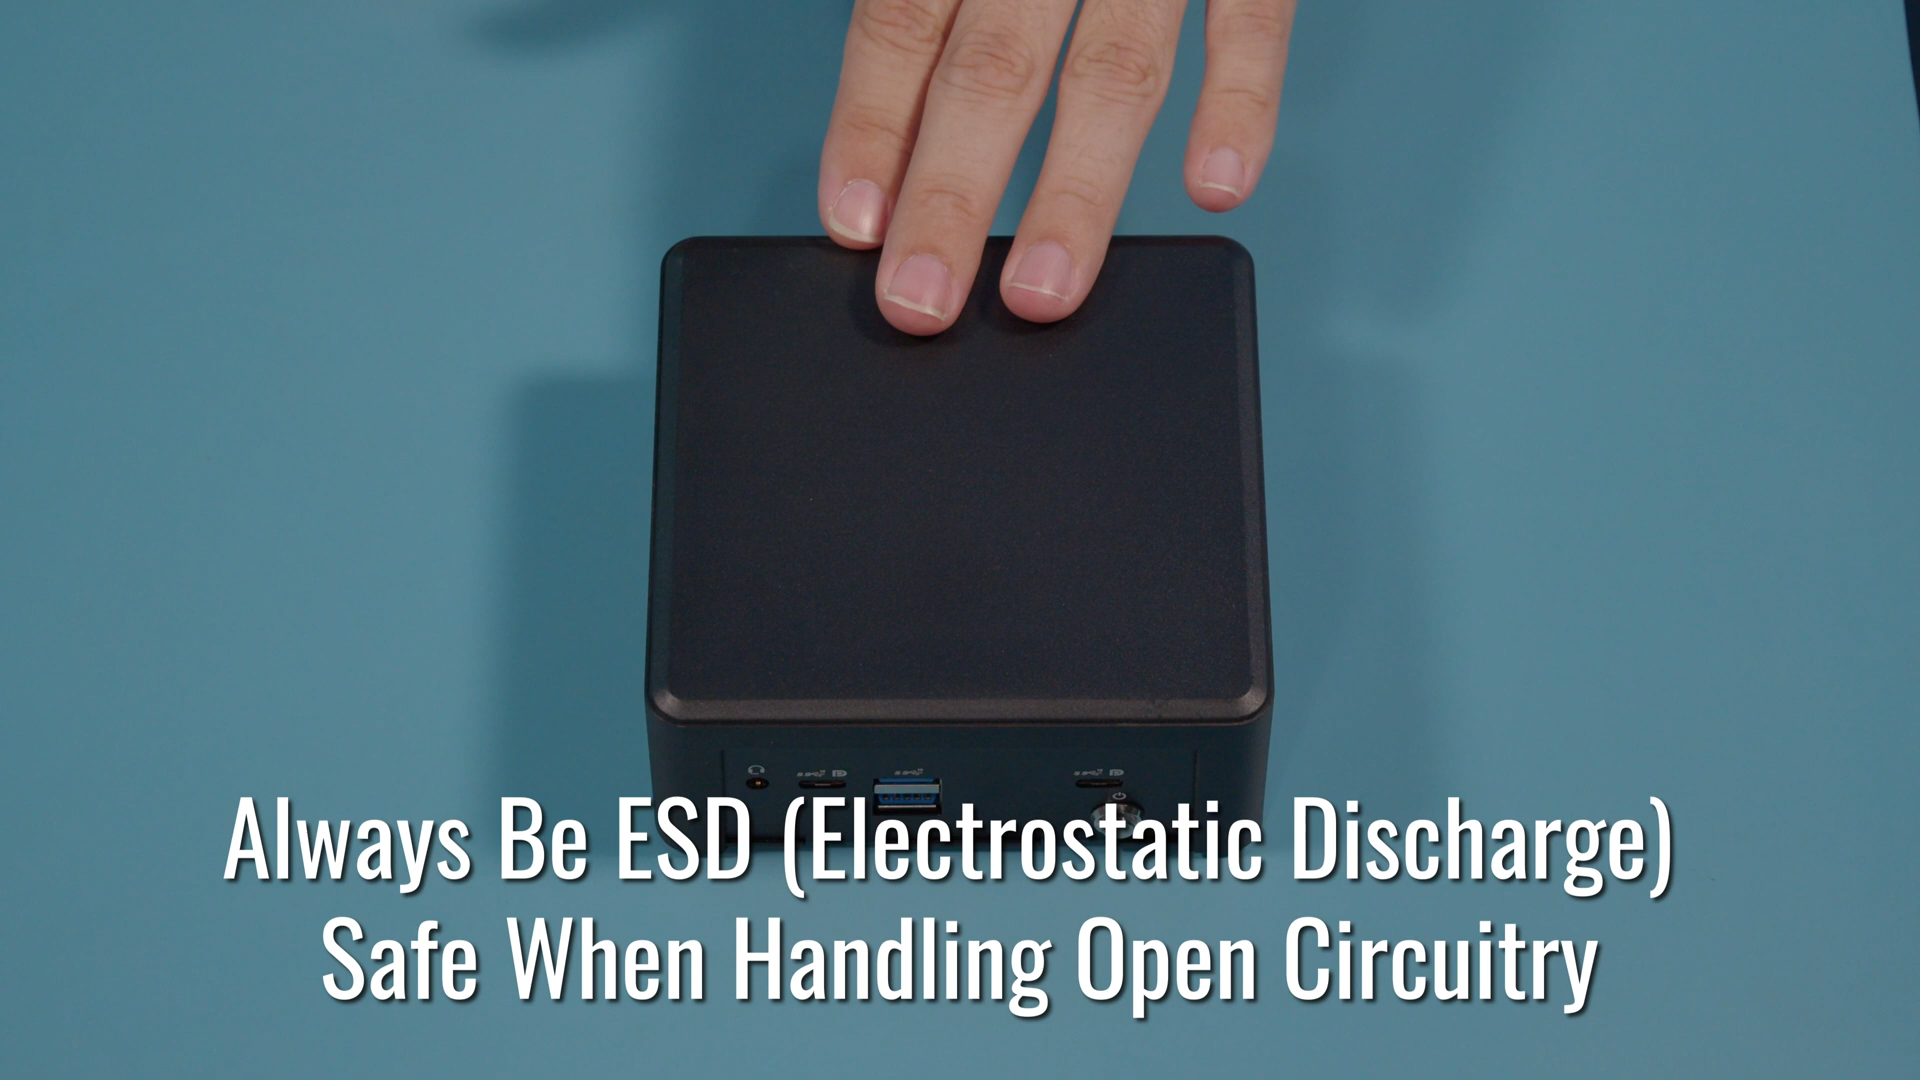 Always Be ESD (Electrostatic Discharge)
Safe When Handling Open Circuitry